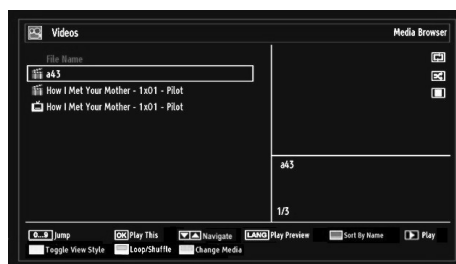 Videos Media Browser
File Name
a43
How I Met Your Mother - 1x01 - Pilot
How I Met Your Mother - 1x01 - Pilot
a43
1/3
0...9 Jump OK Play This Navigate LANG Play Preview Sort By Name Play
Toggle View Style Loop/Shuffle Change Media